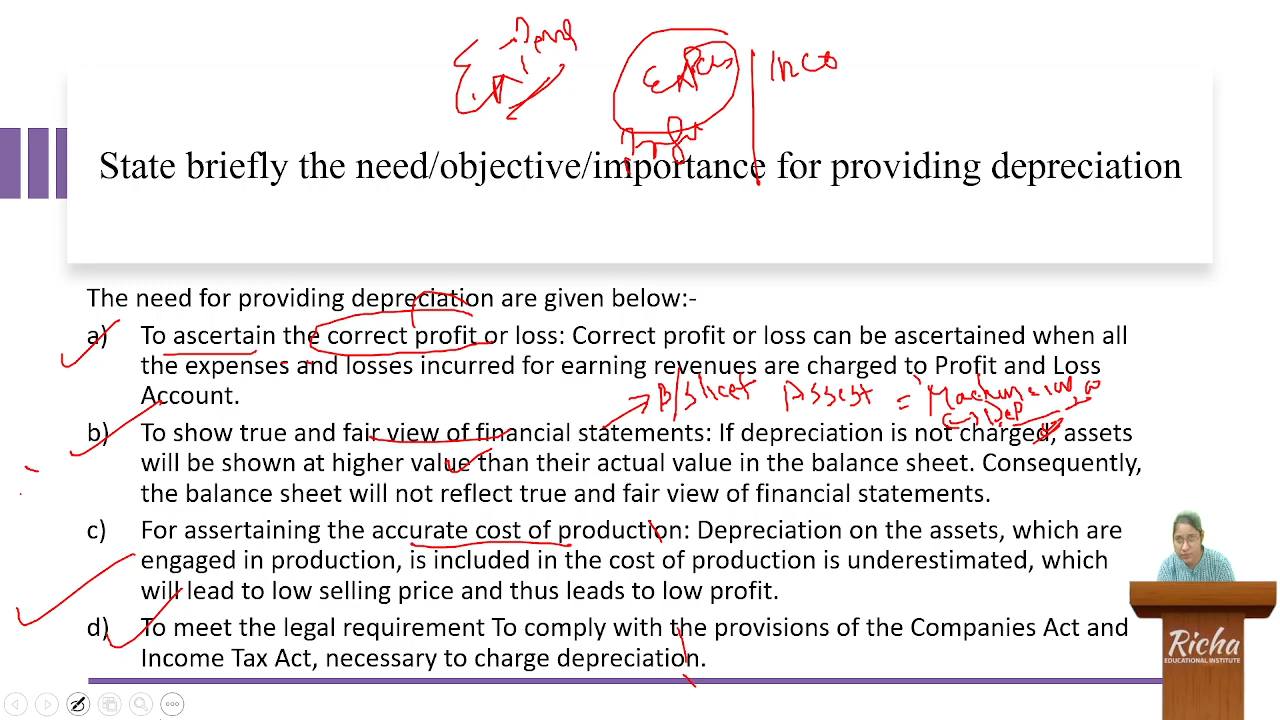 Inco
State briefly the need/objective/importance for providing depreciation
The need for providing depreciation are given below:-
a) To ascertain the correct profit or loss: Correct profit or loss can be ascertained when all
the expenses and losses incurred for earning revenues are charged to Profit and Loss
Account.
B/Sheet Assest =
Dep
b) To show true and fair view of financial statements: If depreciation is not charged, assets
will be shown at higher value than their actual value in the balance sheet. Consequently,
the balance sheet will not reflect true and fair view of financial statements.
c) For assertaining the accurate cost of production: Depreciation on the assets, which are
engaged in production, is included in the cost of production is underestimated, which
will lead to low selling price and thus leads to low profit.
d) To meet the legal requirement To comply with the provisions of the Companies Act and
Income Tax Act, necessary to charge depreciation.
Richa
EDUCATIONAL INSTITUTE